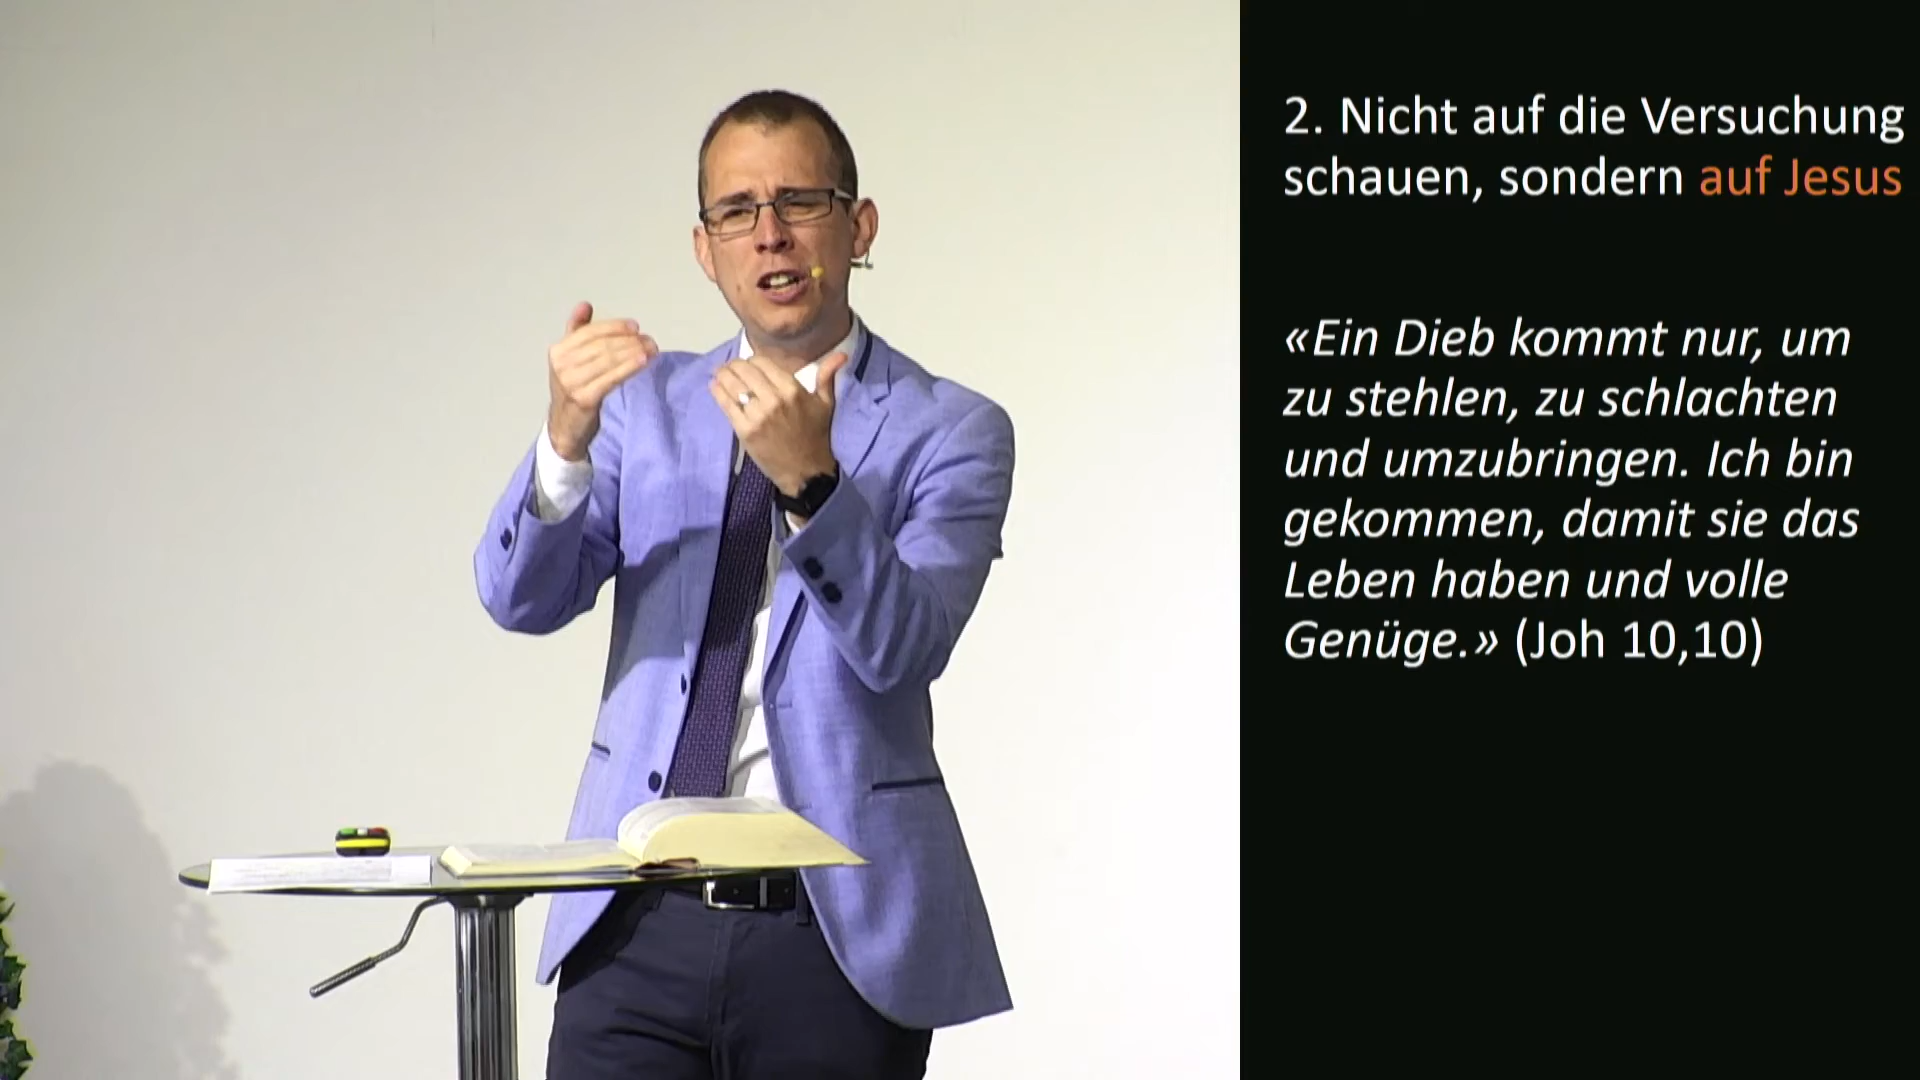 2. Nicht auf die Versuchung
schauen, sondern auf Jesus
«Ein Dieb kommt nur, um
zu stehlen, zu schlachten
und umzubringen. Ich bin
gekommen, damit sie das
Leben haben und volle
Genüge.» (Joh 10,10)